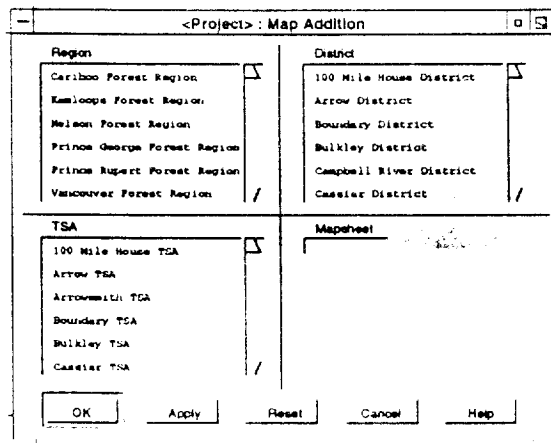 <Project> : Map Addition
Region
Cariboo Forest Region
Kamloops Forest Region
Nelson Forest Region
Prince George Forest Region
Prince Rupert Forest Region
Vancouver Forest Region
District
100 Mile House District
Arrow District
Boundary District
Bulkley District
Campbell River District
Cassiar District
TSA
100 Mile House TSA
Arrow TSA
Arrowsmith TSA
Boundary TSA
Bulkley TSA
Cassiar TSA
Mapsheet
OK Apply Reset Cancel Help